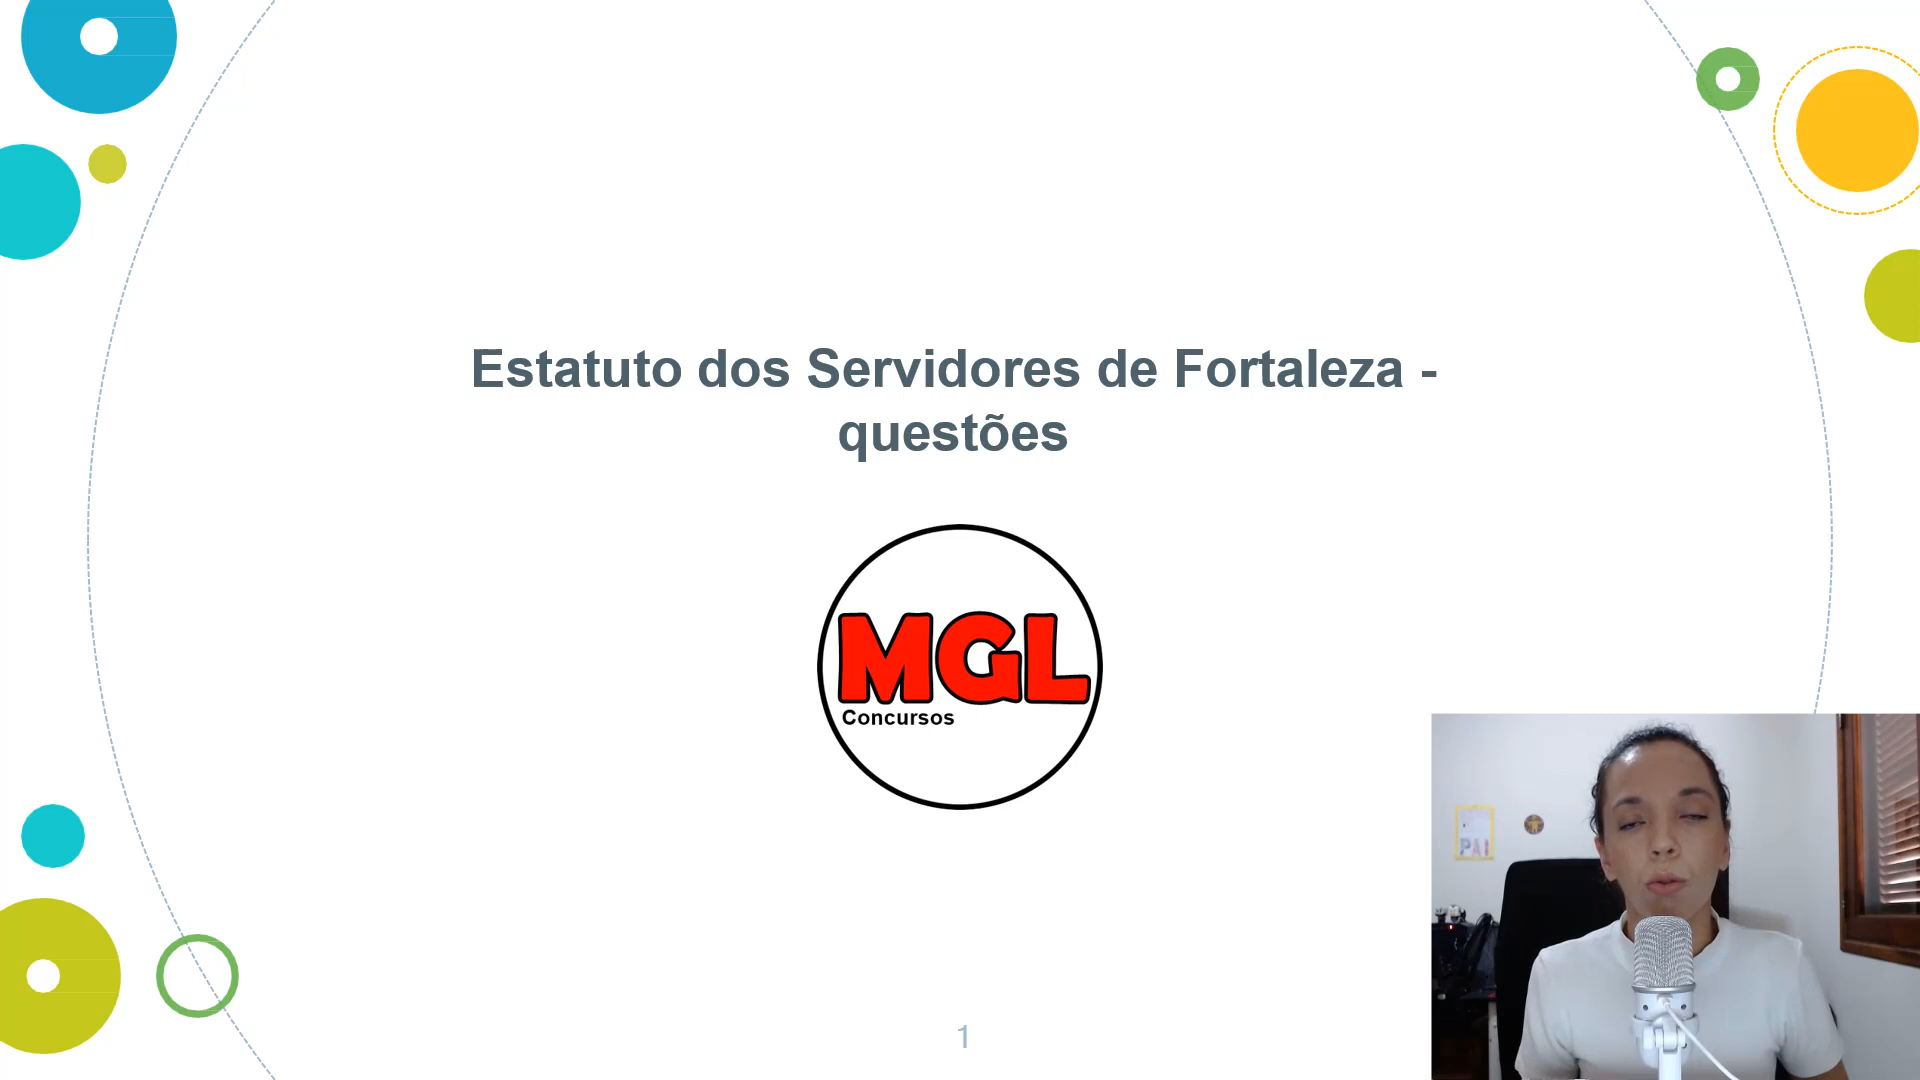 Estatuto dos Servidores de Fortaleza -
questões
MGL
Concursos
PAI
1